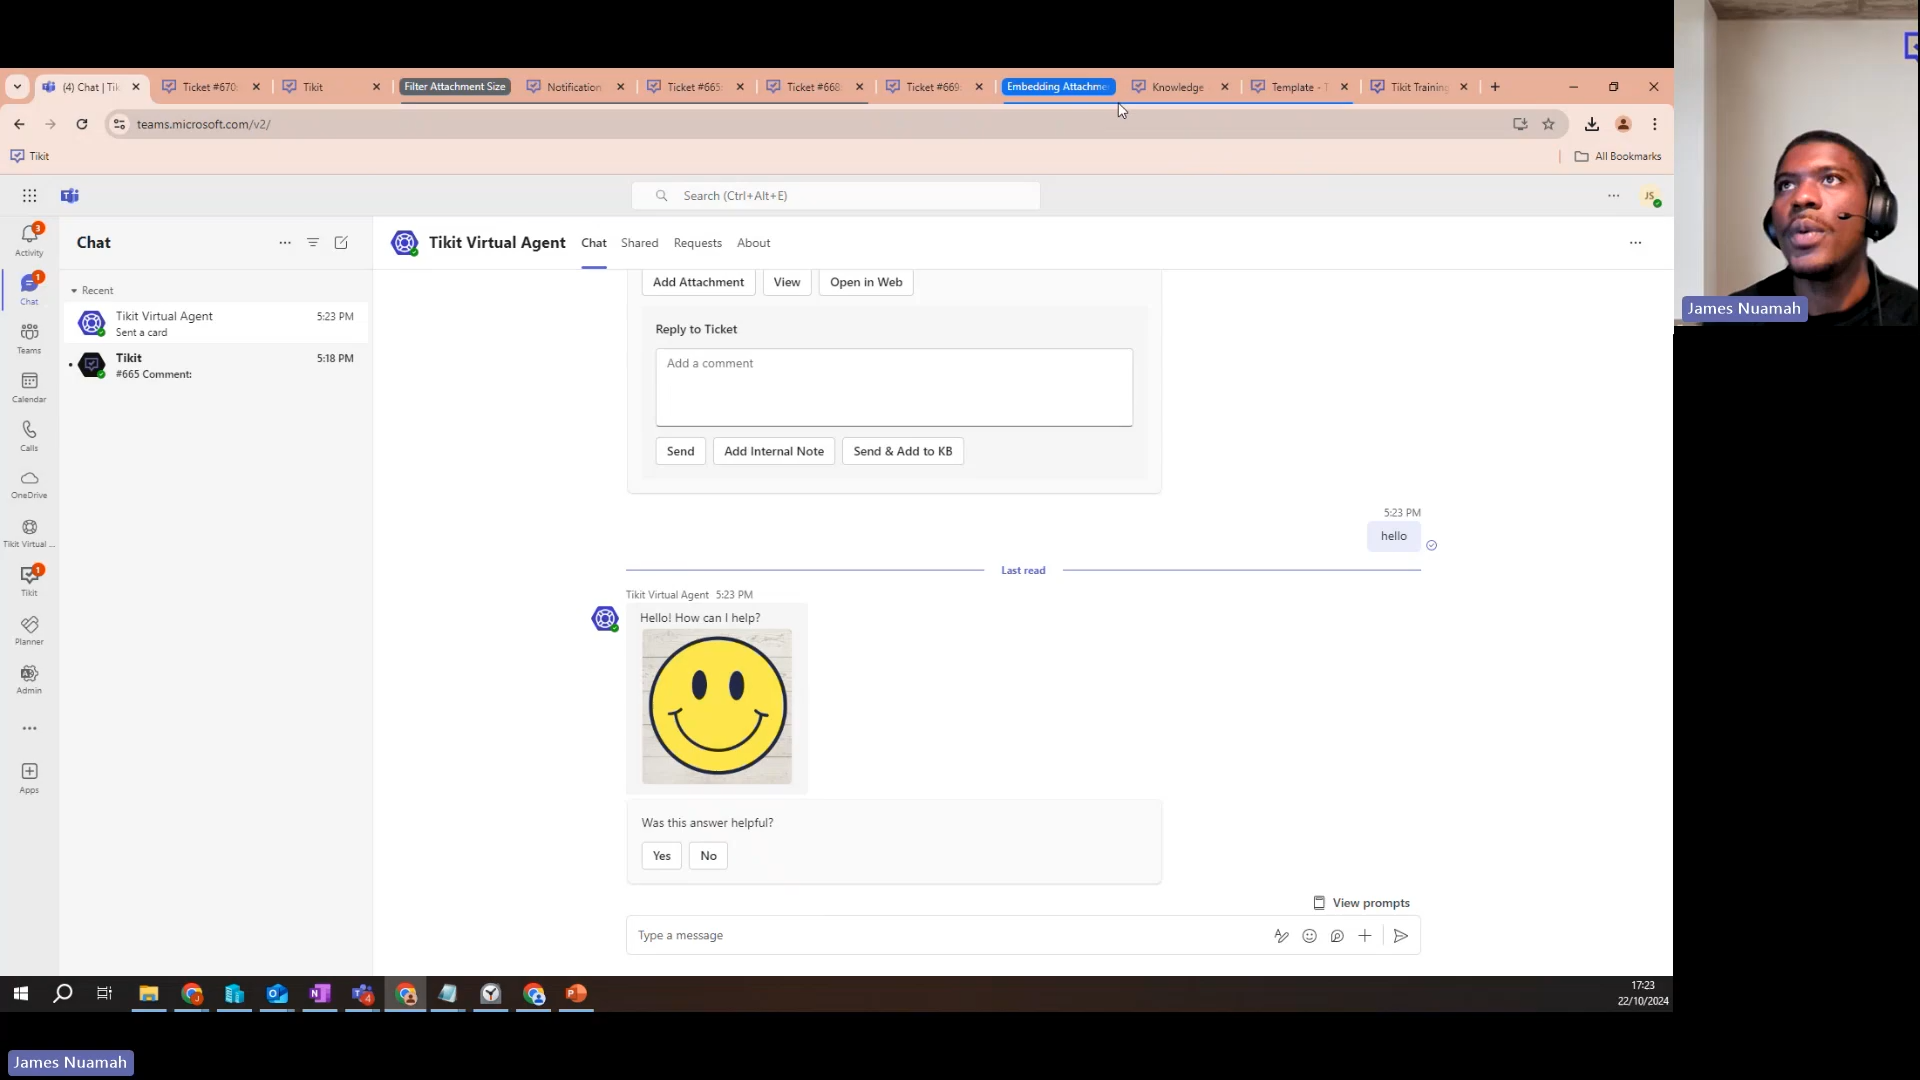 (4) Chat | Tik
Ticket #670:
Tikit
Filter Attachment Size
Notification
Ticket #665:
Ticket #668
Ticket #669:
Embedding Attachme
Knowledge
Template - T
Tikit Training
teams.microsoft.com/v2/
Tikit
All Bookmarks
Search (Ctrl+Alt+E)
JS
3
Activity
1
Chat
Teams
Calendar
Calls
OneDrive
Tikit Virtual ...
1
Tikit
Planner
Admin
Apps
Chat
Recent
Tikit Virtual Agent
5:23 PM
Sent a card
Tikit
5:18 PM
#665 Comment:
Tikit Virtual Agent
Chat
Shared
Requests
About
Add Attachment
View
Open in Web
Reply to Ticket
Add a comment
Send
Add Internal Note
Send & Add to KB
5:23 PM
hello
Last read
Tikit Virtual Agent 5:23 PM
Hello! How can I help?
Was this answer helpful?
Yes
No
View prompts
Type a message
17:23
22/10/2024
James Nuamah
James Nuamah